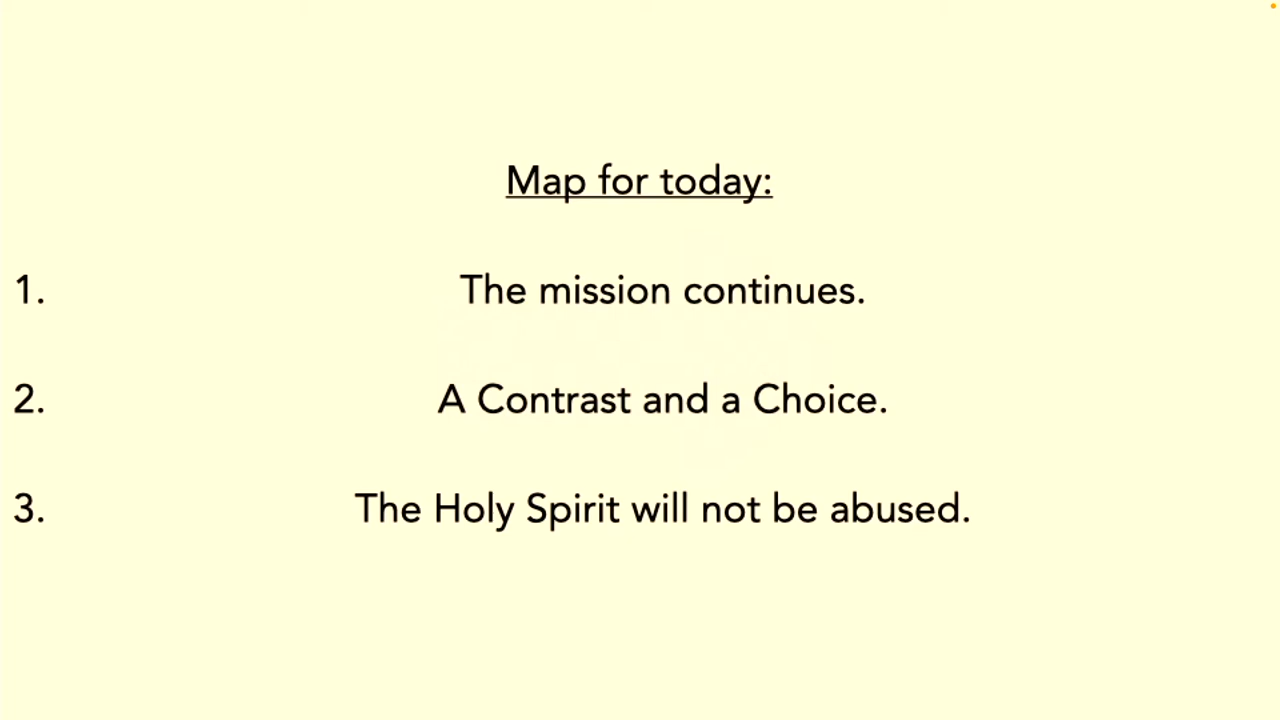 Map for today:
1. The mission continues.
2. A Contrast and a Choice.
3. The Holy Spirit will not be abused.